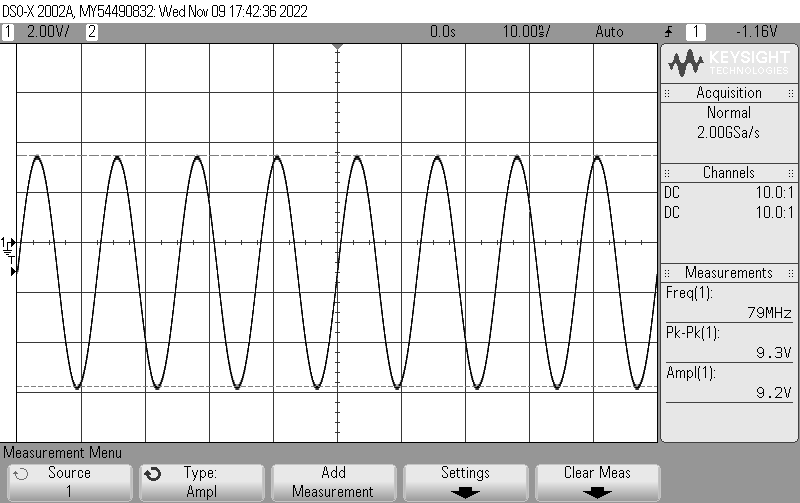 DSO-X 2002A, MY54490832: Wed Nov 09 17:42:36 2022
1 2.00V/ 2 0.0s 10.00ns/ Auto 1 -1.16V
KEYSIGHT
TECHNOLOGIES
Acquisition
Normal
2.00GSa/s
Channels
DC 10.0:1
DC 10.0:1
1
T
Measurements
Freq(1):
79MHz
Pk-Pk(1):
9.3V
Ampl(1):
9.2V
Measurement Menu
Source
1
Type:
Ampl
Add
Measurement
Settings
Clear Meas